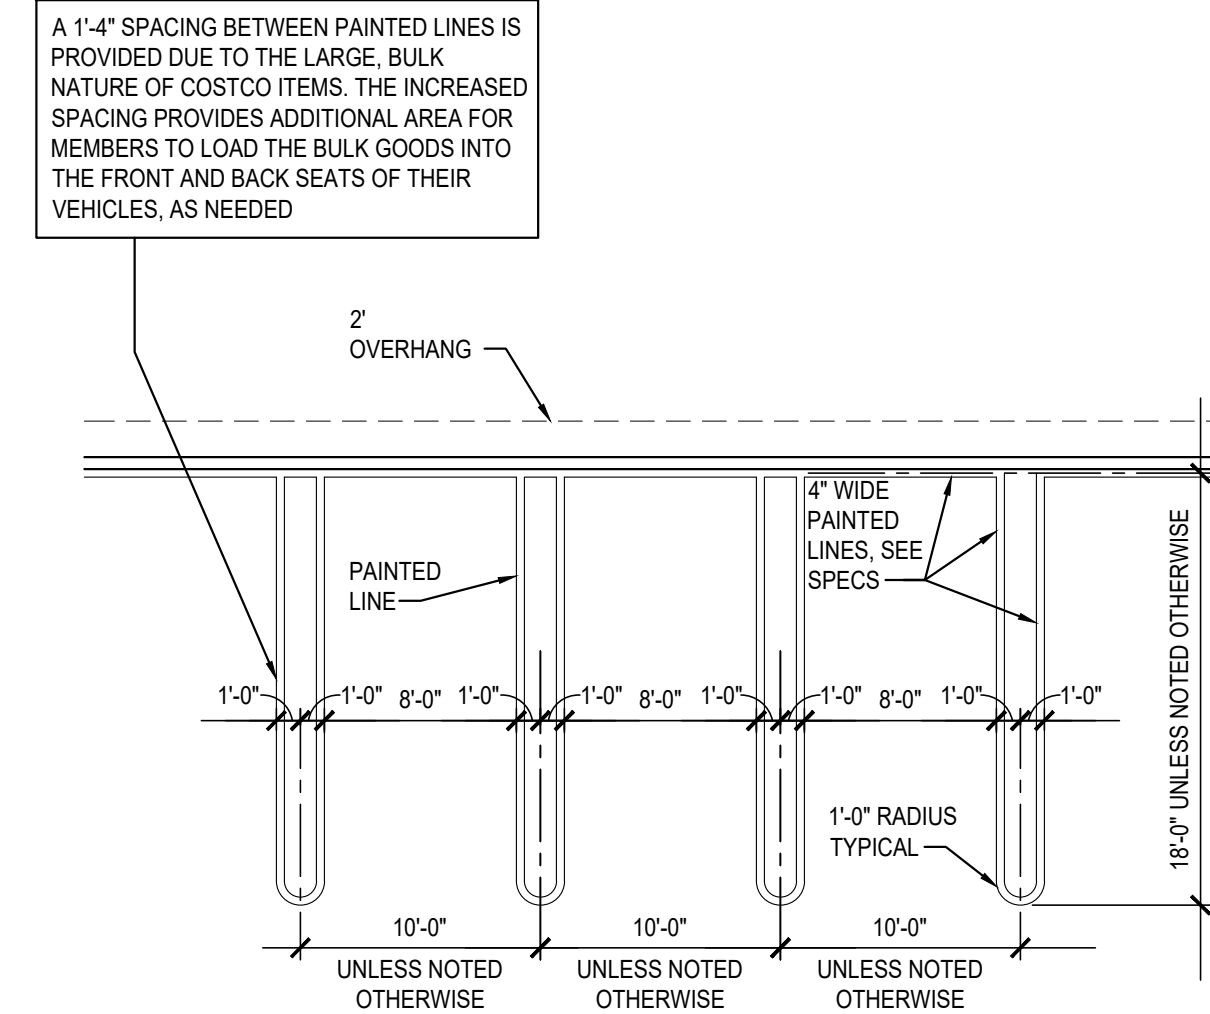 A 1'-4" SPACING BETWEEN PAINTED LINES IS
PROVIDED DUE TO THE LARGE, BULK
NATURE OF COSTCO ITEMS. THE INCREASED
SPACING PROVIDES ADDITIONAL AREA FOR
MEMBERS TO LOAD THE BULK GOODS INTO
THE FRONT AND BACK SEATS OF THEIR
VEHICLES, AS NEEDED
2'
OVERHANG
4" WIDE
PAINTED
LINES, SEE
SPECS
PAINTED
LINE
18'-0" UNLESS NOTED OTHERWISE
1'-0" 1'-0" 8'-0" 1'-0" 1'-0" 8'-0" 1'-0" 1'-0" 8'-0" 1'-0" 1'-0"
1'-0" RADIUS
TYPICAL
10'-0" 10'-0" 10'-0"
UNLESS NOTED UNLESS NOTED UNLESS NOTED
OTHERWISE OTHERWISE OTHERWISE